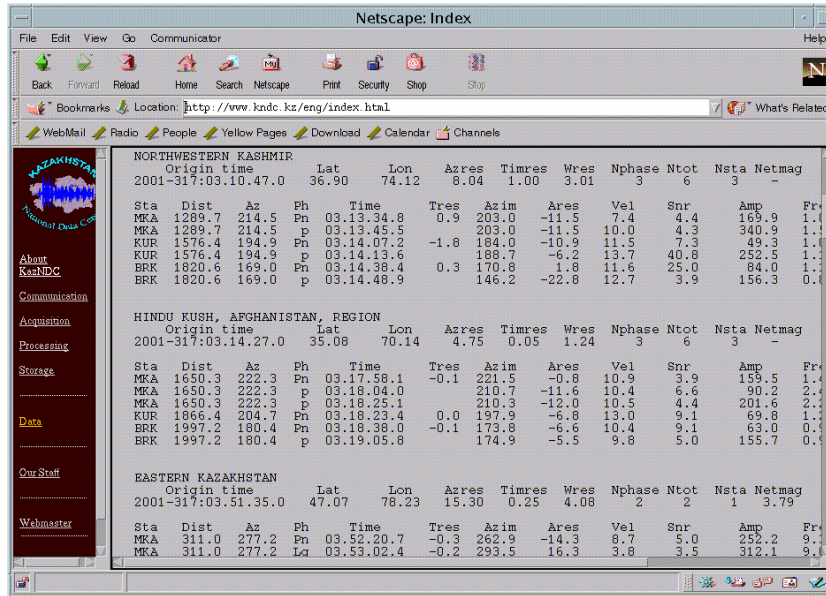 Netscape: Index
File Edit View Go Communicator Help
Back Forward Reload Home Search Netscape Print Security Shop Stop
My
N
Bookmarks Location: http://www.kndc.kz/eng/index.html What's Related
WebMail Radio People Yellow Pages Download Calendar Channels
KAZAKHSTAN
National Data Center
About
KazNDC
Communication
Acquisition
Processing
Storage
Data
Our Staff
Webmaster
NORTHWESTERN KASHMIR
Origin time Lat Lon Azres Timres Wres Nphase Ntot Nsta Netmag
2001-317:03.10.47.0 36.90 74.12 8.04 1.00 3.01 3 6 3 -
Sta Dist Az Ph Time Tres Azim Ares Vel Snr Amp Fre
MKA 1289.7 214.5 Pn 03.13.34.8 0.9 203.0 -11.5 7.4 4.4 169.9
MKA 1289.7 214.5 p 03.13.45.5 203.0 -11.5 10.0 4.3 340.9
KUR 1576.4 194.9 Pn 03.14.07.2 -1.8 184.0 -10.9 11.5 7.3 49.3
KUR 1576.4 194.9 p 03.14.13.6 188.7 -6.2 13.7 40.8 252.5
BRK 1820.6 169.0 Pn 03.14.38.4 0.3 170.8 1.8 11.6 25.0 84.0
BRK 1820.6 169.0 p 03.14.48.9 146.2 -22.8 12.7 3.9 156.3
HINDU KUSH, AFGHANISTAN, REGION
Origin time Lat Lon Azres Timres Wres Nphase Ntot Nsta Netmag
2001-317:03.14.27.0 35.08 70.14 4.75 0.05 1.24 3 6 3 -
Sta Dist Az Ph Time Tres Azim Ares Vel Snr Amp Fre
MKA 1650.3 222.3 Pn 03.17.58.1 -0.1 221.5 -0.8 10.9 3.9 159.5
MKA 1650.3 222.3 p 03.18.04.0 210.7 -11.6 10.4 6.6 90.2
MKA 1650.3 222.3 p 03.18.25.1 210.3 -12.0 10.5 4.4 201.6
KUR 1866.4 204.7 Pn 03.18.23.4 0.0 197.9 -6.8 13.0 9.1 69.8
BRK 1997.2 180.4 Pn 03.18.38.0 -0.1 173.8 -6.6 10.4 9.1 63.0
BRK 1997.2 180.4 p 03.19.05.8 174.9 -5.5 9.8 5.0 155.7
EASTERN KAZAKHSTAN
Origin time Lat Lon Azres Timres Wres Nphase Ntot Nsta Netmag
2001-317:03.51.35.0 47.07 78.23 15.30 0.25 4.08 2 2 1 3.79
Sta Dist Az Ph Time Tres Azim Ares Vel Snr Amp Fre
MKA 311.0 277.2 Pn 03.52.20.7 -0.3 262.9 -14.3 8.7 5.0 252.2
MKA 311.0 277.2 Lg 03.53.02.4 -0.2 293.5 16.3 3.8 3.5 312.1